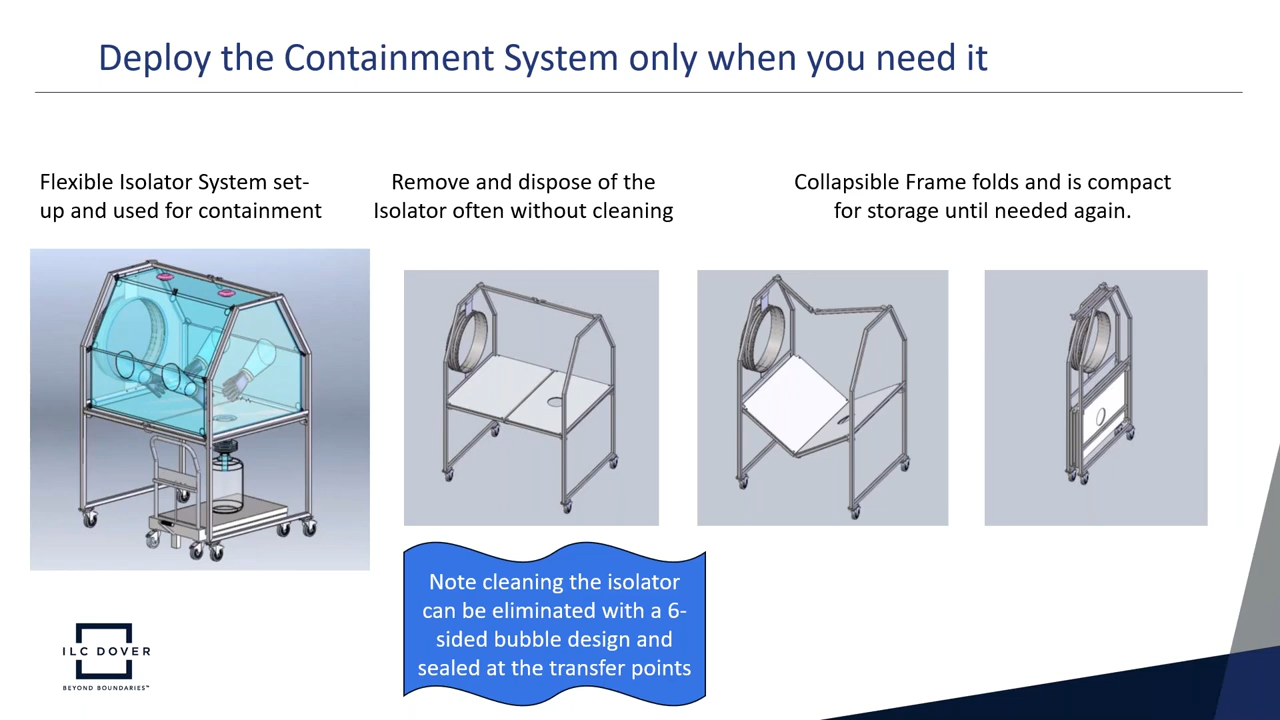 Deploy the Containment System only when you need it
Flexible Isolator System set-
up and used for containment
Remove and dispose of the
Isolator often without cleaning
Collapsible Frame folds and is compact
for storage until needed again.
Note cleaning the isolator
can be eliminated with a 6-
sided bubble design and
sealed at the transfer points
ILC DOVER
BEYOND BOUNDARIES™